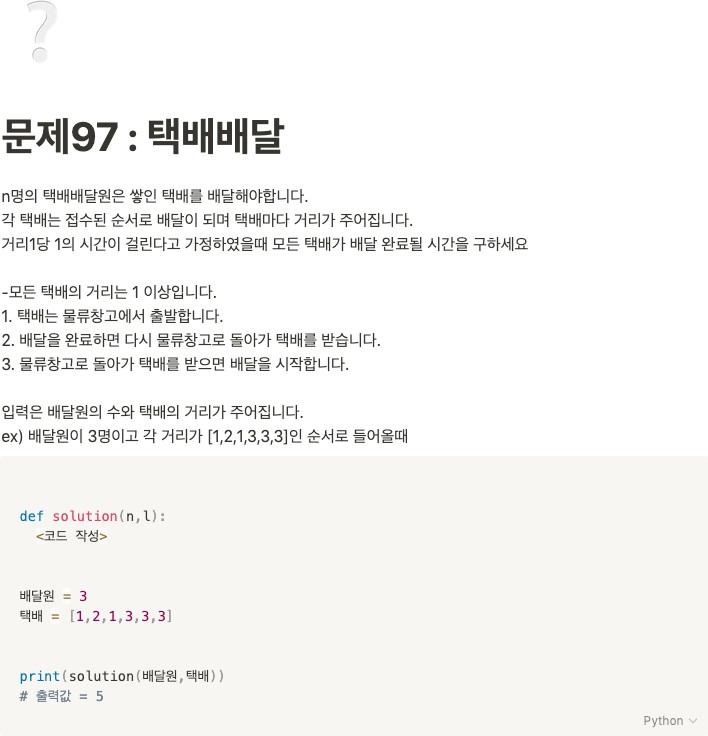 ?
문제97 : 택배배달
n명의 택배배달원은 쌓인 택배를 배달해야합니다.
각 택배는 접수된 순서로 배달이 되며 택배마다 거리가 주어집니다.
거리1당 1의 시간이 걸린다고 가정하였을때 모든 택배가 배달 완료될 시간을 구하세요
-모든 택배의 거리는 1 이상입니다.
1. 택배는 물류창고에서 출발합니다.
2. 배달을 완료하면 다시 물류창고로 돌아가 택배를 받습니다.
3. 물류창고로 돌아가 택배를 받으면 배달을 시작합니다.
입력은 배달원의 수와 택배의 거리가 주어집니다.
ex) 배달원이 3명이고 각 거리가 [1,2,1,3,3,3]인 순서로 들어올때
def solution(n,l):
  <코드 작성>
배달원 = 3
택배 = [1,2,1,3,3,3]
print(solution(배달원,택배))
# 출력값 = 5
Python